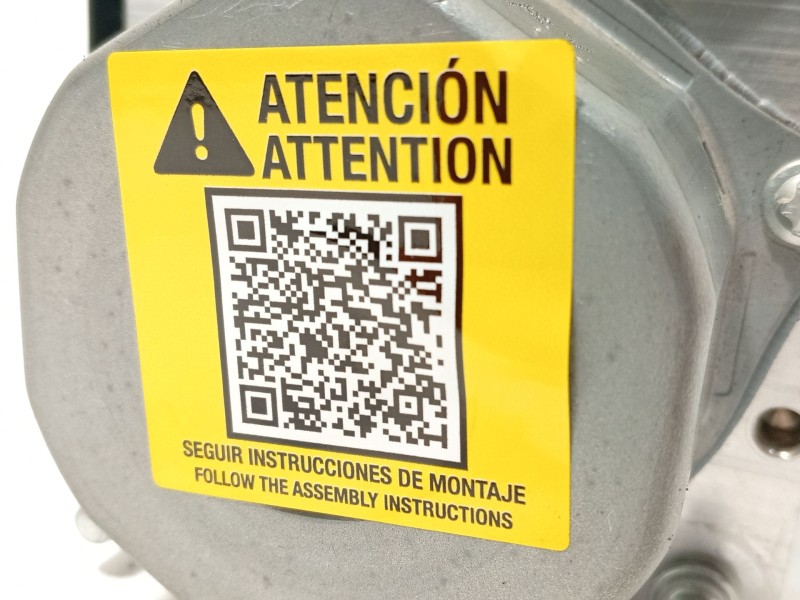 ATENCIÓN
ATTENTION
SEGUIR INSTRUCCIONES DE MONTAJE
FOLLOW THE ASSEMBLY INSTRUCTIONS